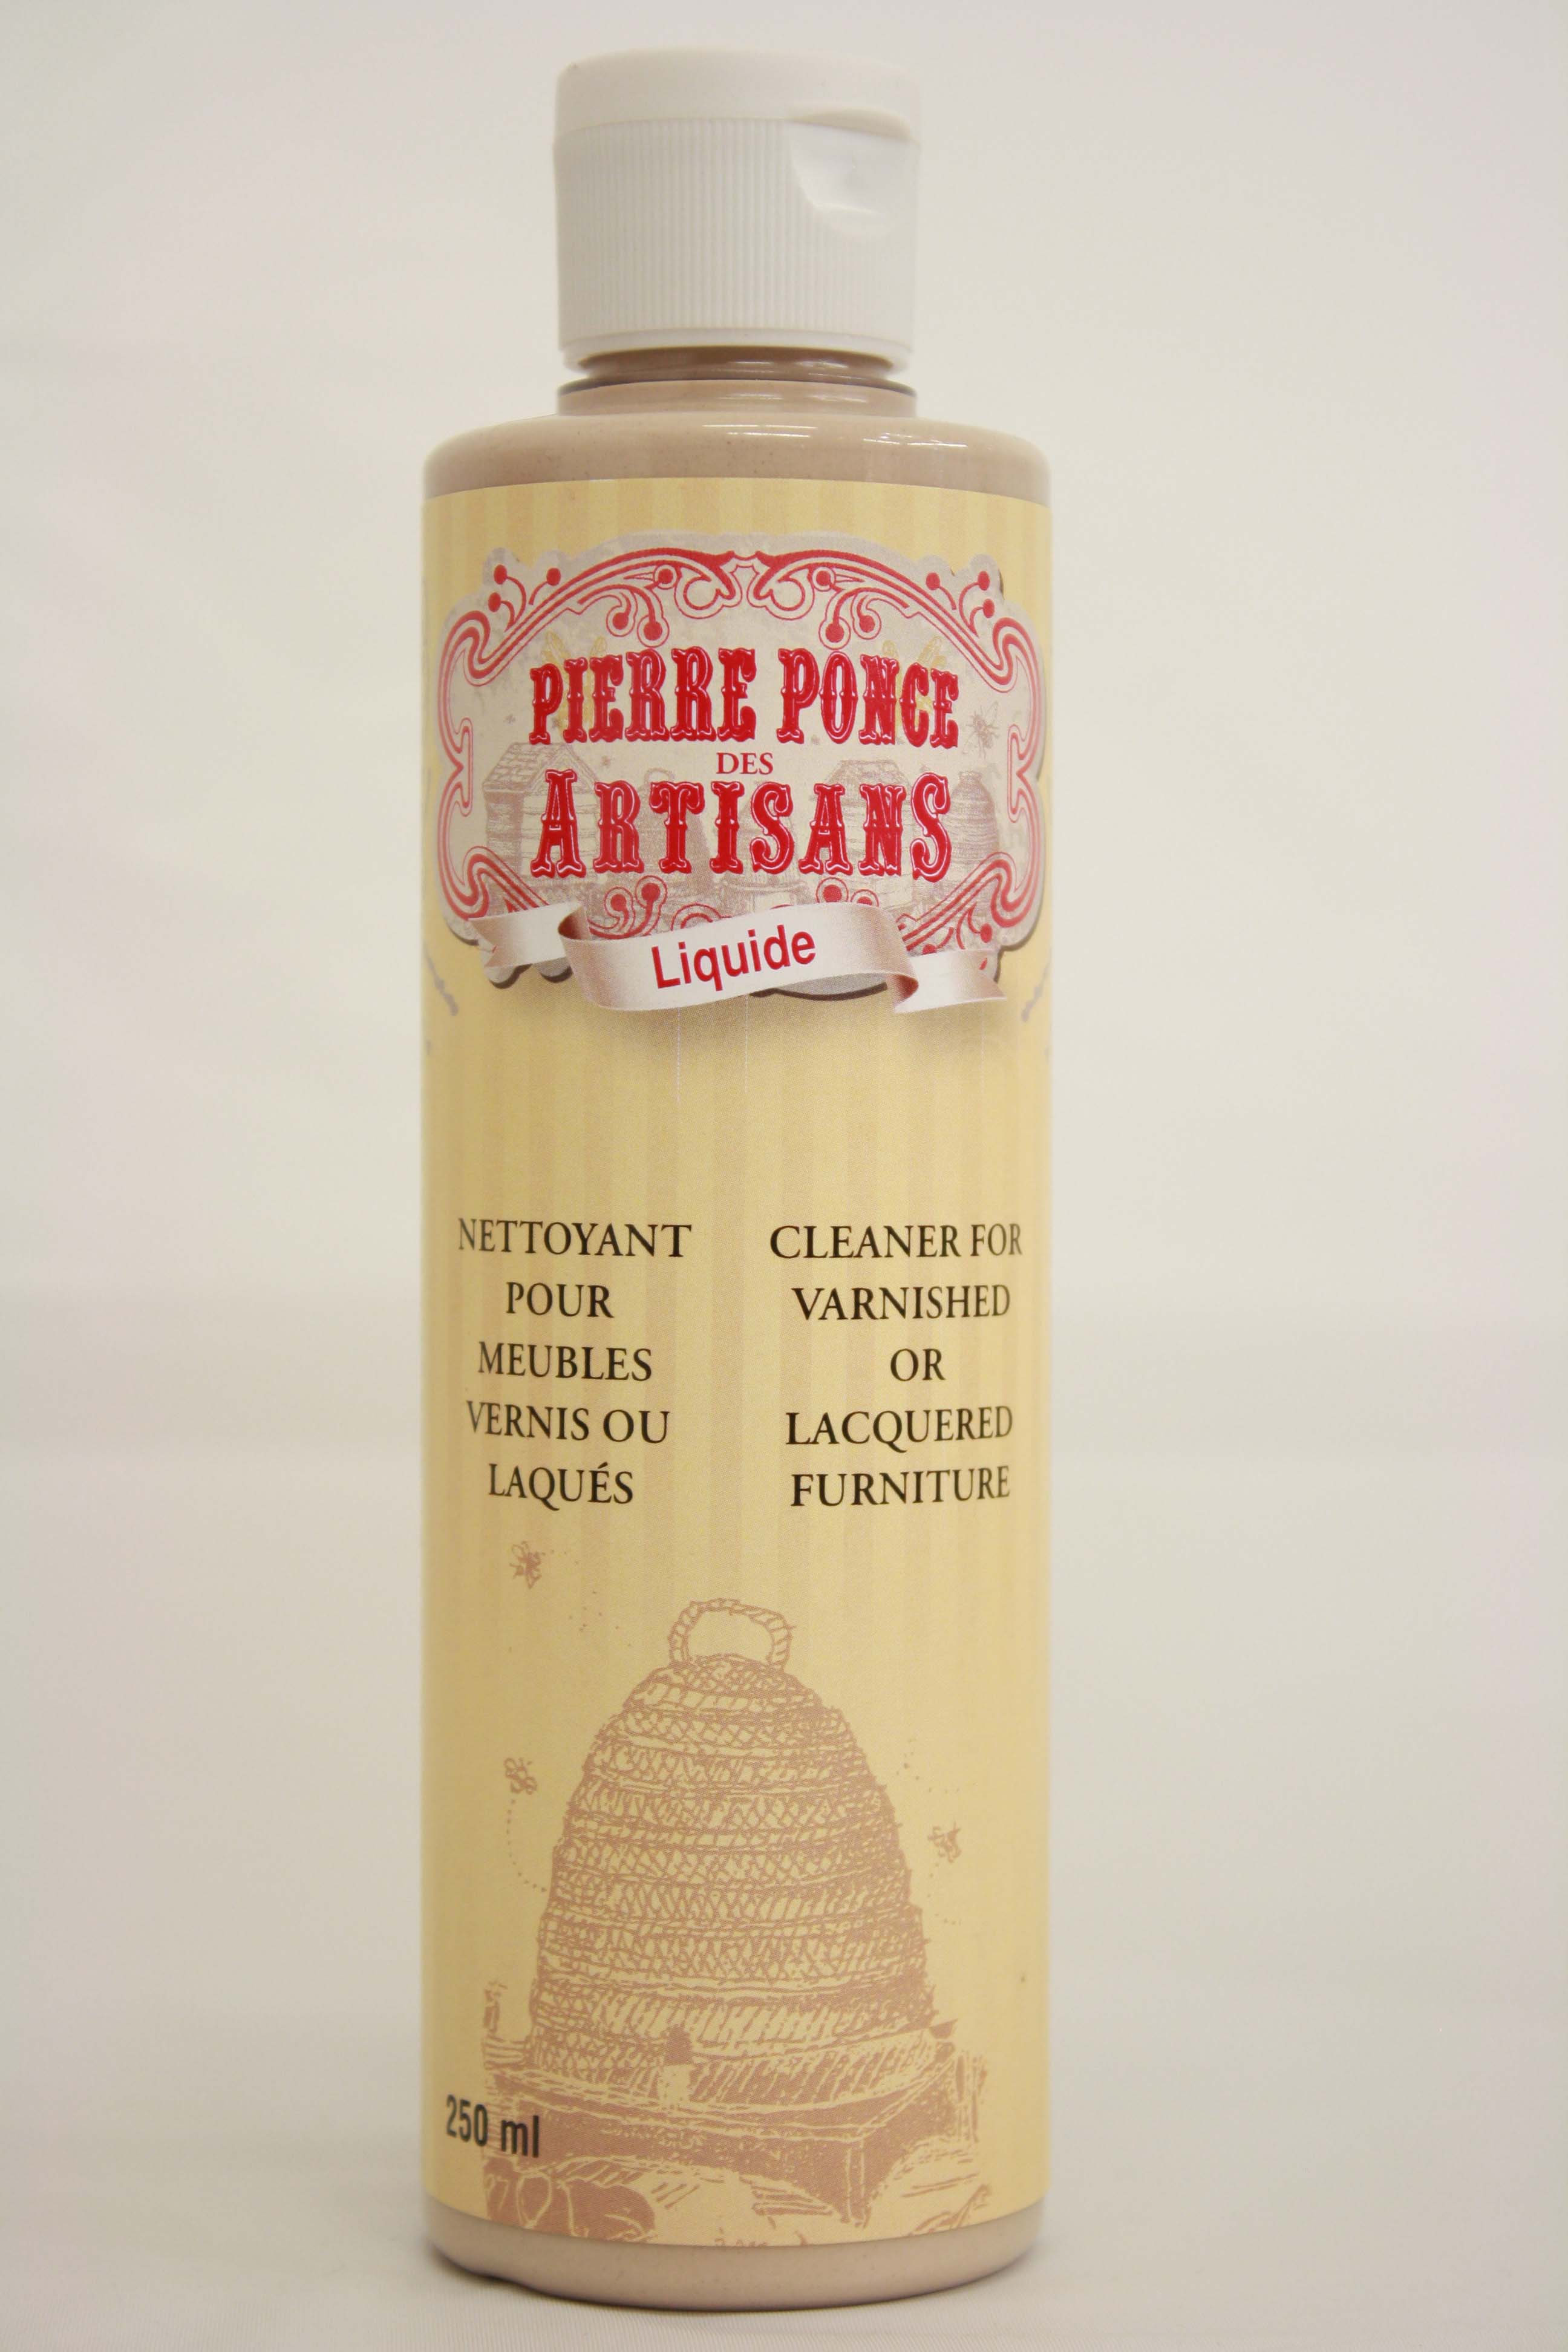 PIERRE PONCE
DES
ARTISANS
Liquide
NETTOYANT
POUR
MEUBLES
VERNIS OU
LAQUÉS
CLEANER FOR
VARNISHED
OR
LACQUERED
FURNITURE
250 ml